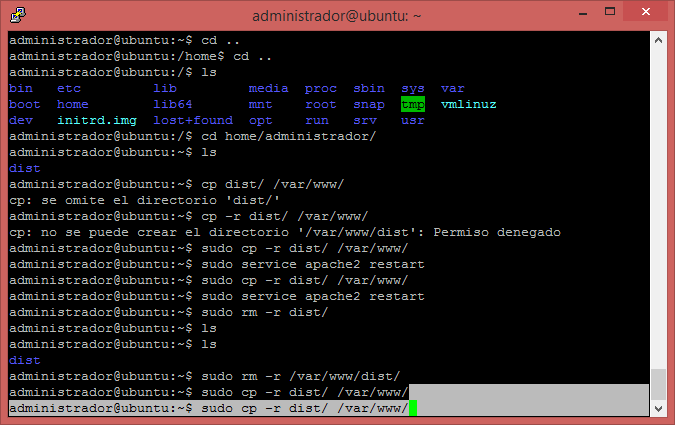 administrador@ubuntu: ~
administrador@ubuntu:~$ cd ..
administrador@ubuntu:/home$ cd ..
administrador@ubuntu:/$ ls
bin   etc         lib         media  proc  sbin  sys  var
boot  home        lib64       mnt    root  snap  tmp  vmlinuz
dev   initrd.img  lost+found  opt    run   srv   usr
administrador@ubuntu:/$ cd home/administrador/
administrador@ubuntu:~$ ls
dist
administrador@ubuntu:~$ cp dist/ /var/www/
cp: se omite el directorio 'dist/'
administrador@ubuntu:~$ cp -r dist/ /var/www/
cp: no se puede crear el directorio '/var/www/dist': Permiso denegado
administrador@ubuntu:~$ sudo cp -r dist/ /var/www/
administrador@ubuntu:~$ sudo service apache2 restart
administrador@ubuntu:~$ sudo cp -r dist/ /var/www/
administrador@ubuntu:~$ sudo service apache2 restart
administrador@ubuntu:~$ sudo rm -r dist/
administrador@ubuntu:~$ ls
administrador@ubuntu:~$ ls
dist
administrador@ubuntu:~$ sudo rm -r /var/www/dist/
administrador@ubuntu:~$ sudo cp -r dist/ /var/www/
administrador@ubuntu:~$ sudo cp -r dist/ /var/www/